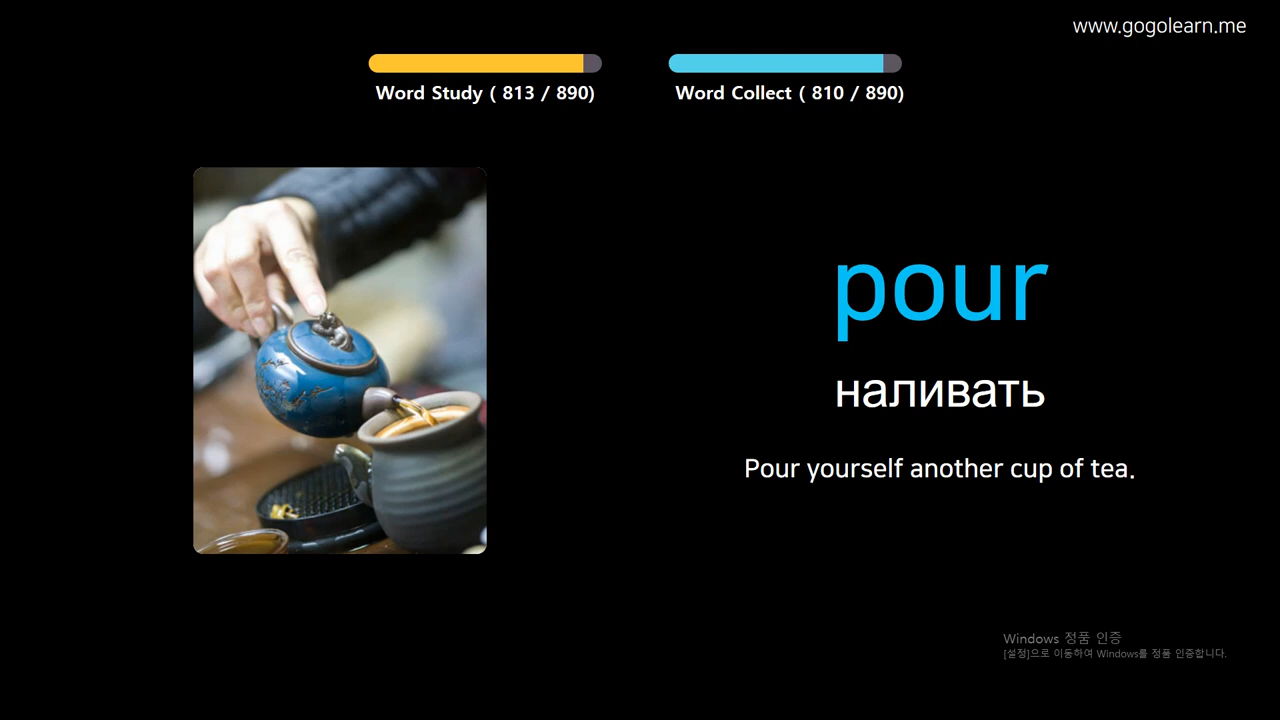 www.gogolearn.me
Word Study ( 813 / 890)
Word Collect ( 810 / 890)
pour
наливать
Pour yourself another cup of tea.
Windows 정품 인증
[설정]으로 이동하여 Windows를 정품 인증합니다.